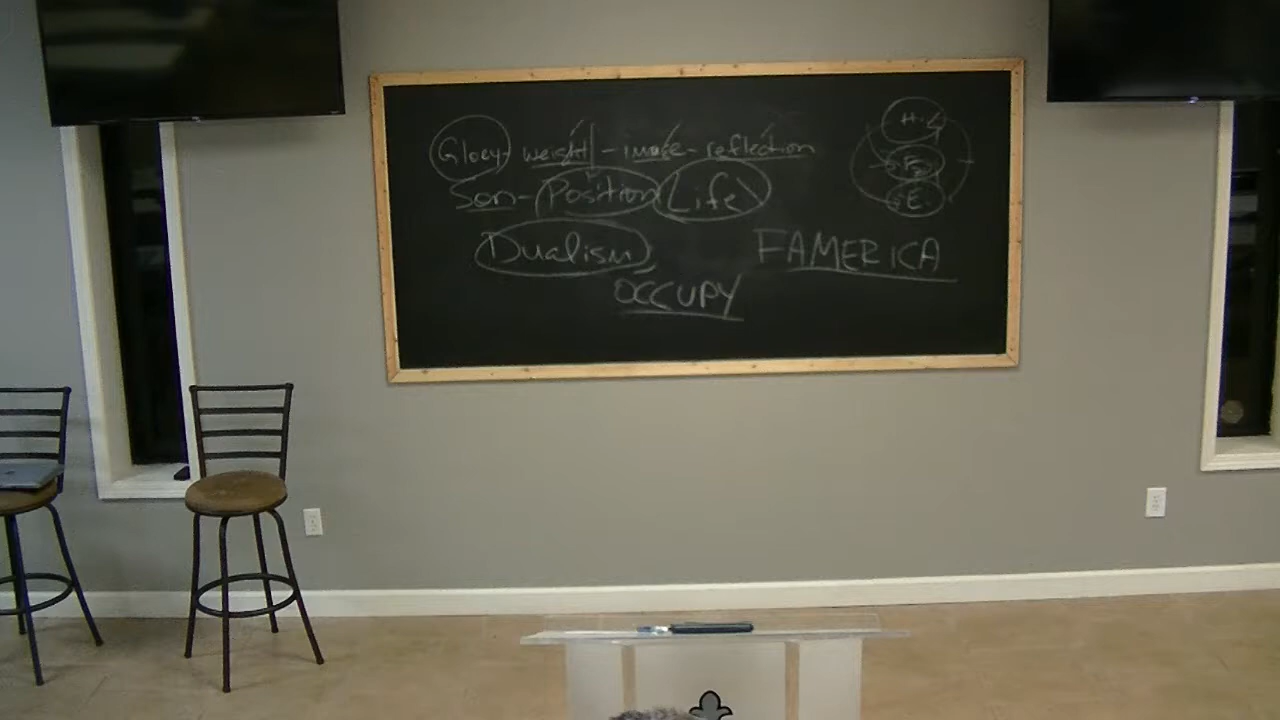 Glory weight - image - reflection
Son - Position Life
Dualism
FAMERICA
OCCUPY
E.